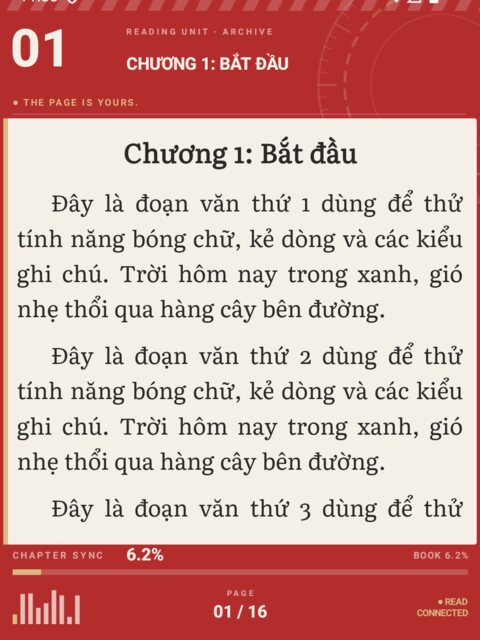 01
READING UNIT · ARCHIVE
CHƯƠNG 1: BẮT ĐẦU
● THE PAGE IS YOURS.
Chương 1: Bắt đầu
Đây là đoạn văn thứ 1 dùng để thử
tính năng bóng chữ, kẻ dòng và các kiểu
ghi chú. Trời hôm nay trong xanh, gió
nhẹ thổi qua hàng cây bên đường.
Đây là đoạn văn thứ 2 dùng để thử
tính năng bóng chữ, kẻ dòng và các kiểu
ghi chú. Trời hôm nay trong xanh, gió
nhẹ thổi qua hàng cây bên đường.
Đây là đoạn văn thứ 3 dùng để thử
CHAPTER SYNC 6.2% BOOK 6.2%
PAGE
01 / 16
● READ
CONNECTED